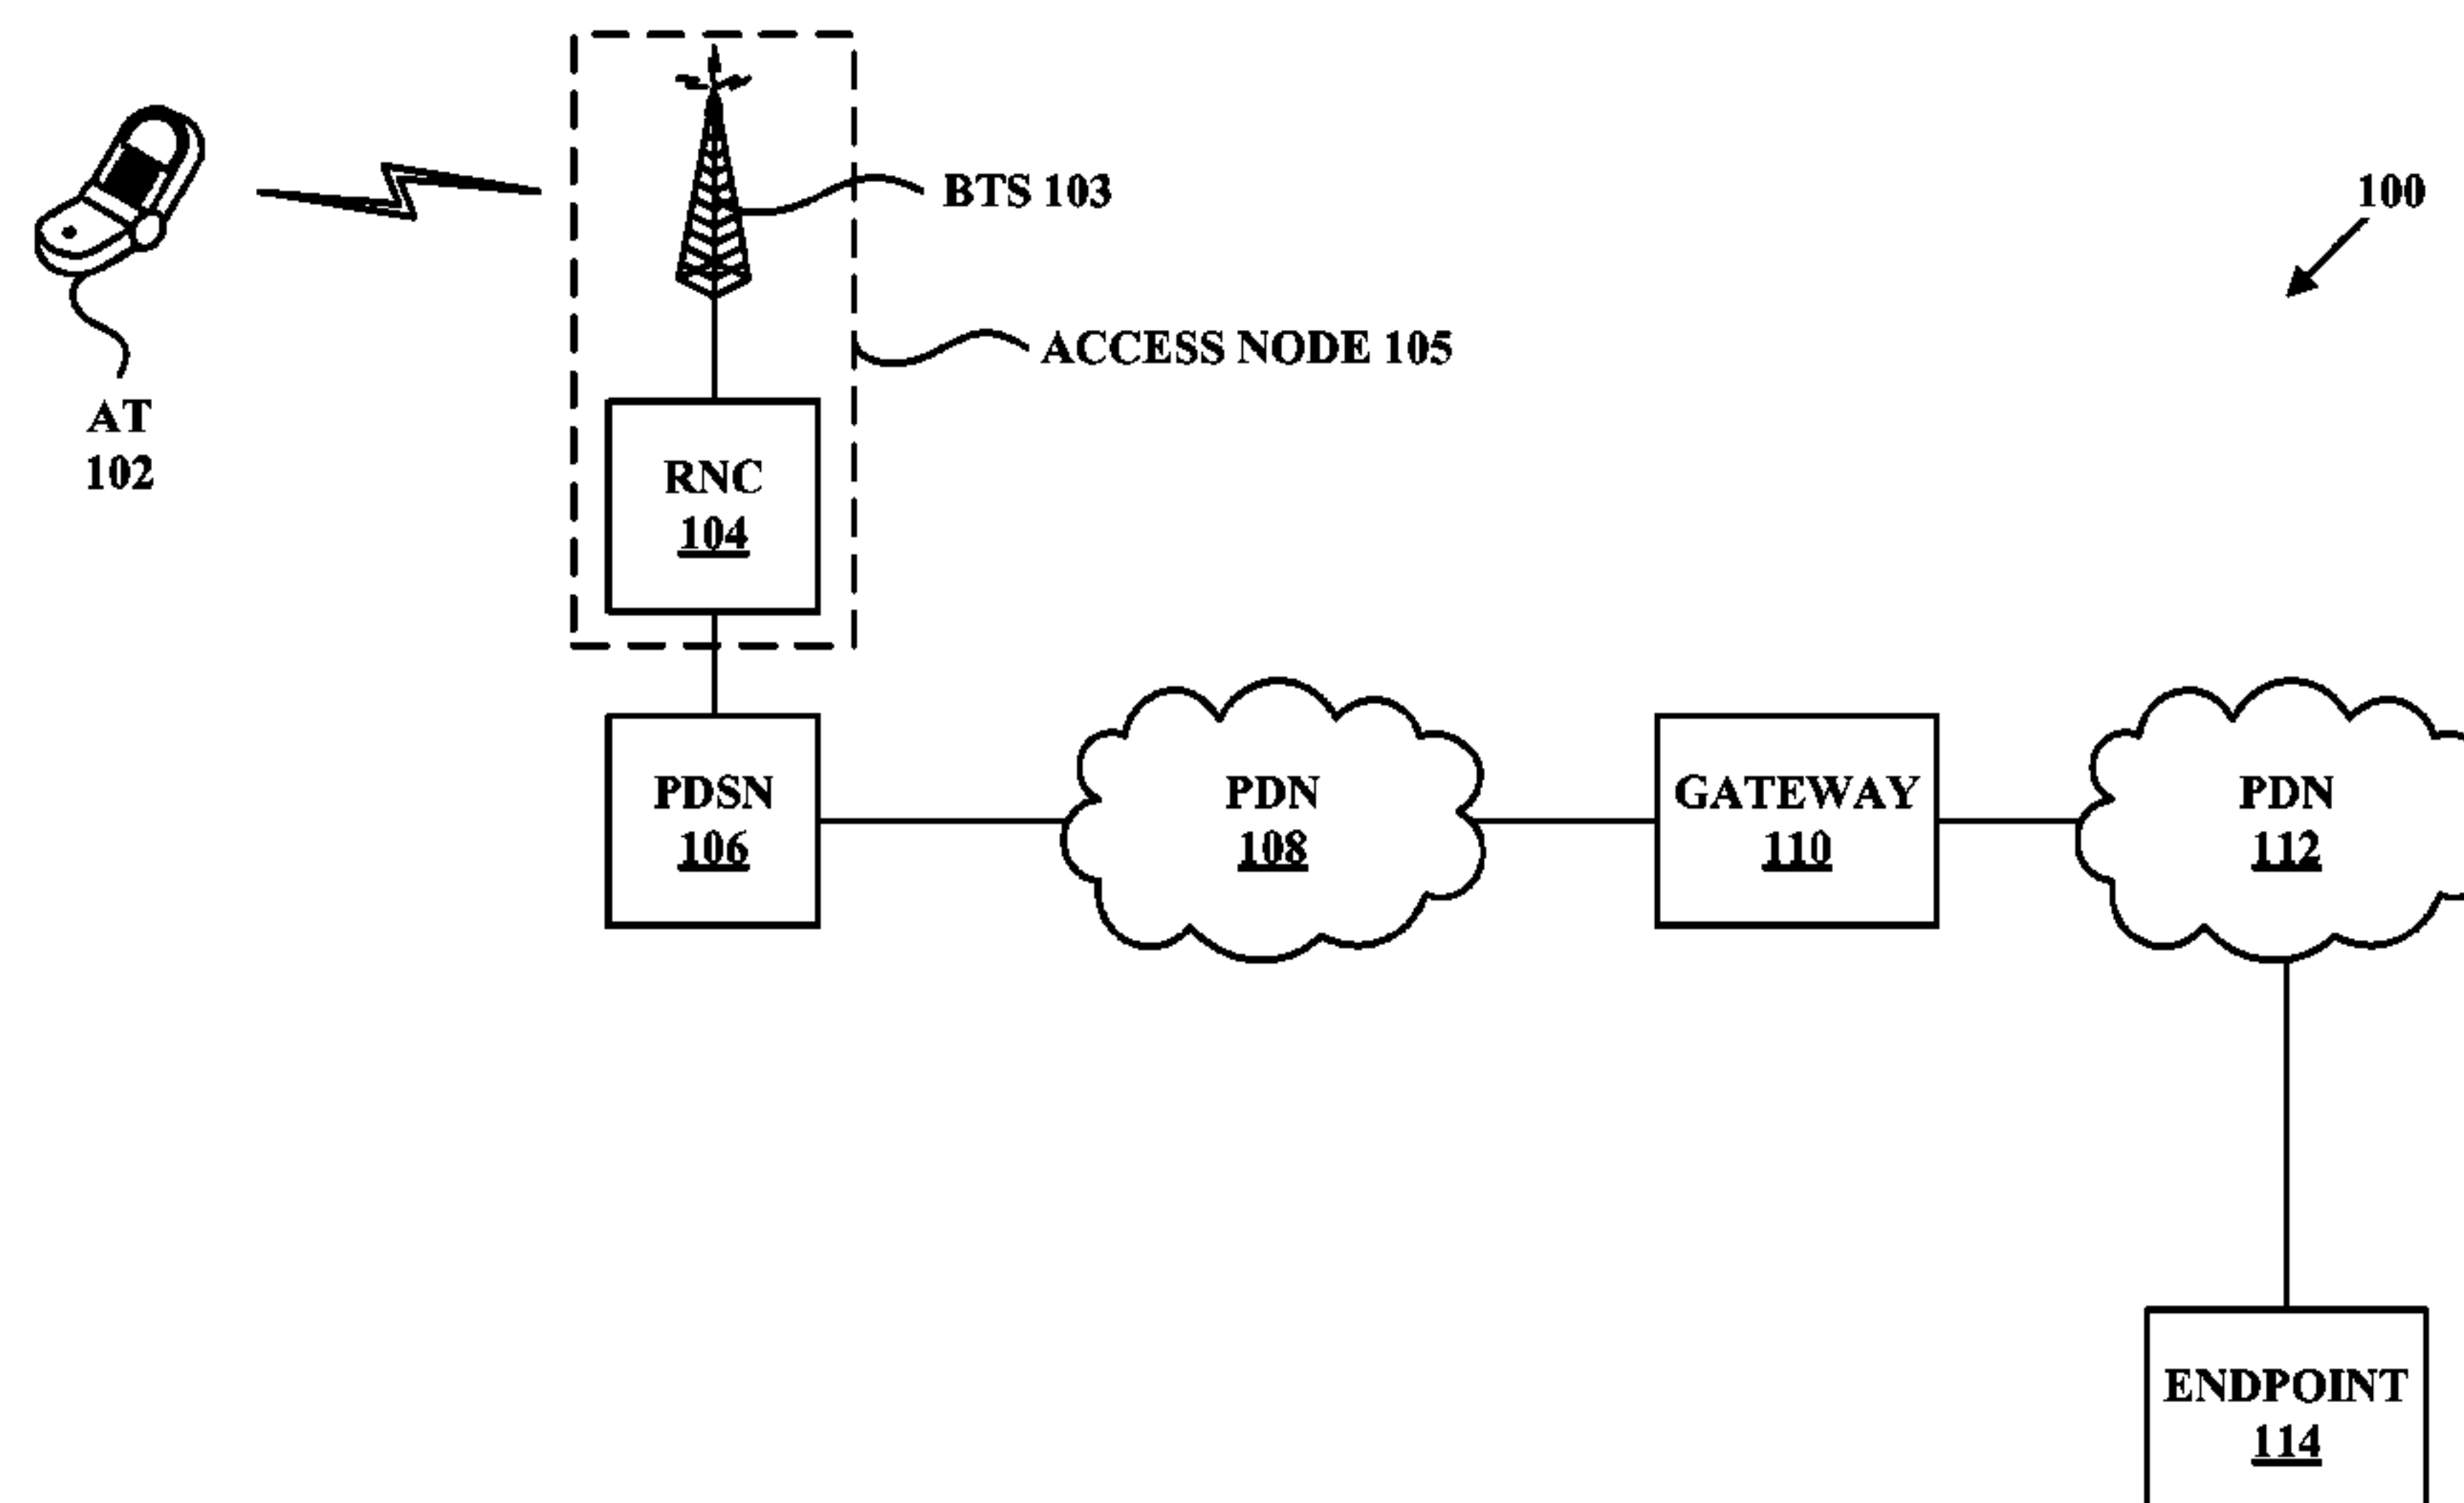 BTS 103
100
ACCESS NODE 105
AT
102
RNC
104
PDSN
106
PDN
108
GATEWAY
110
PDN
112
ENDPOINT
114